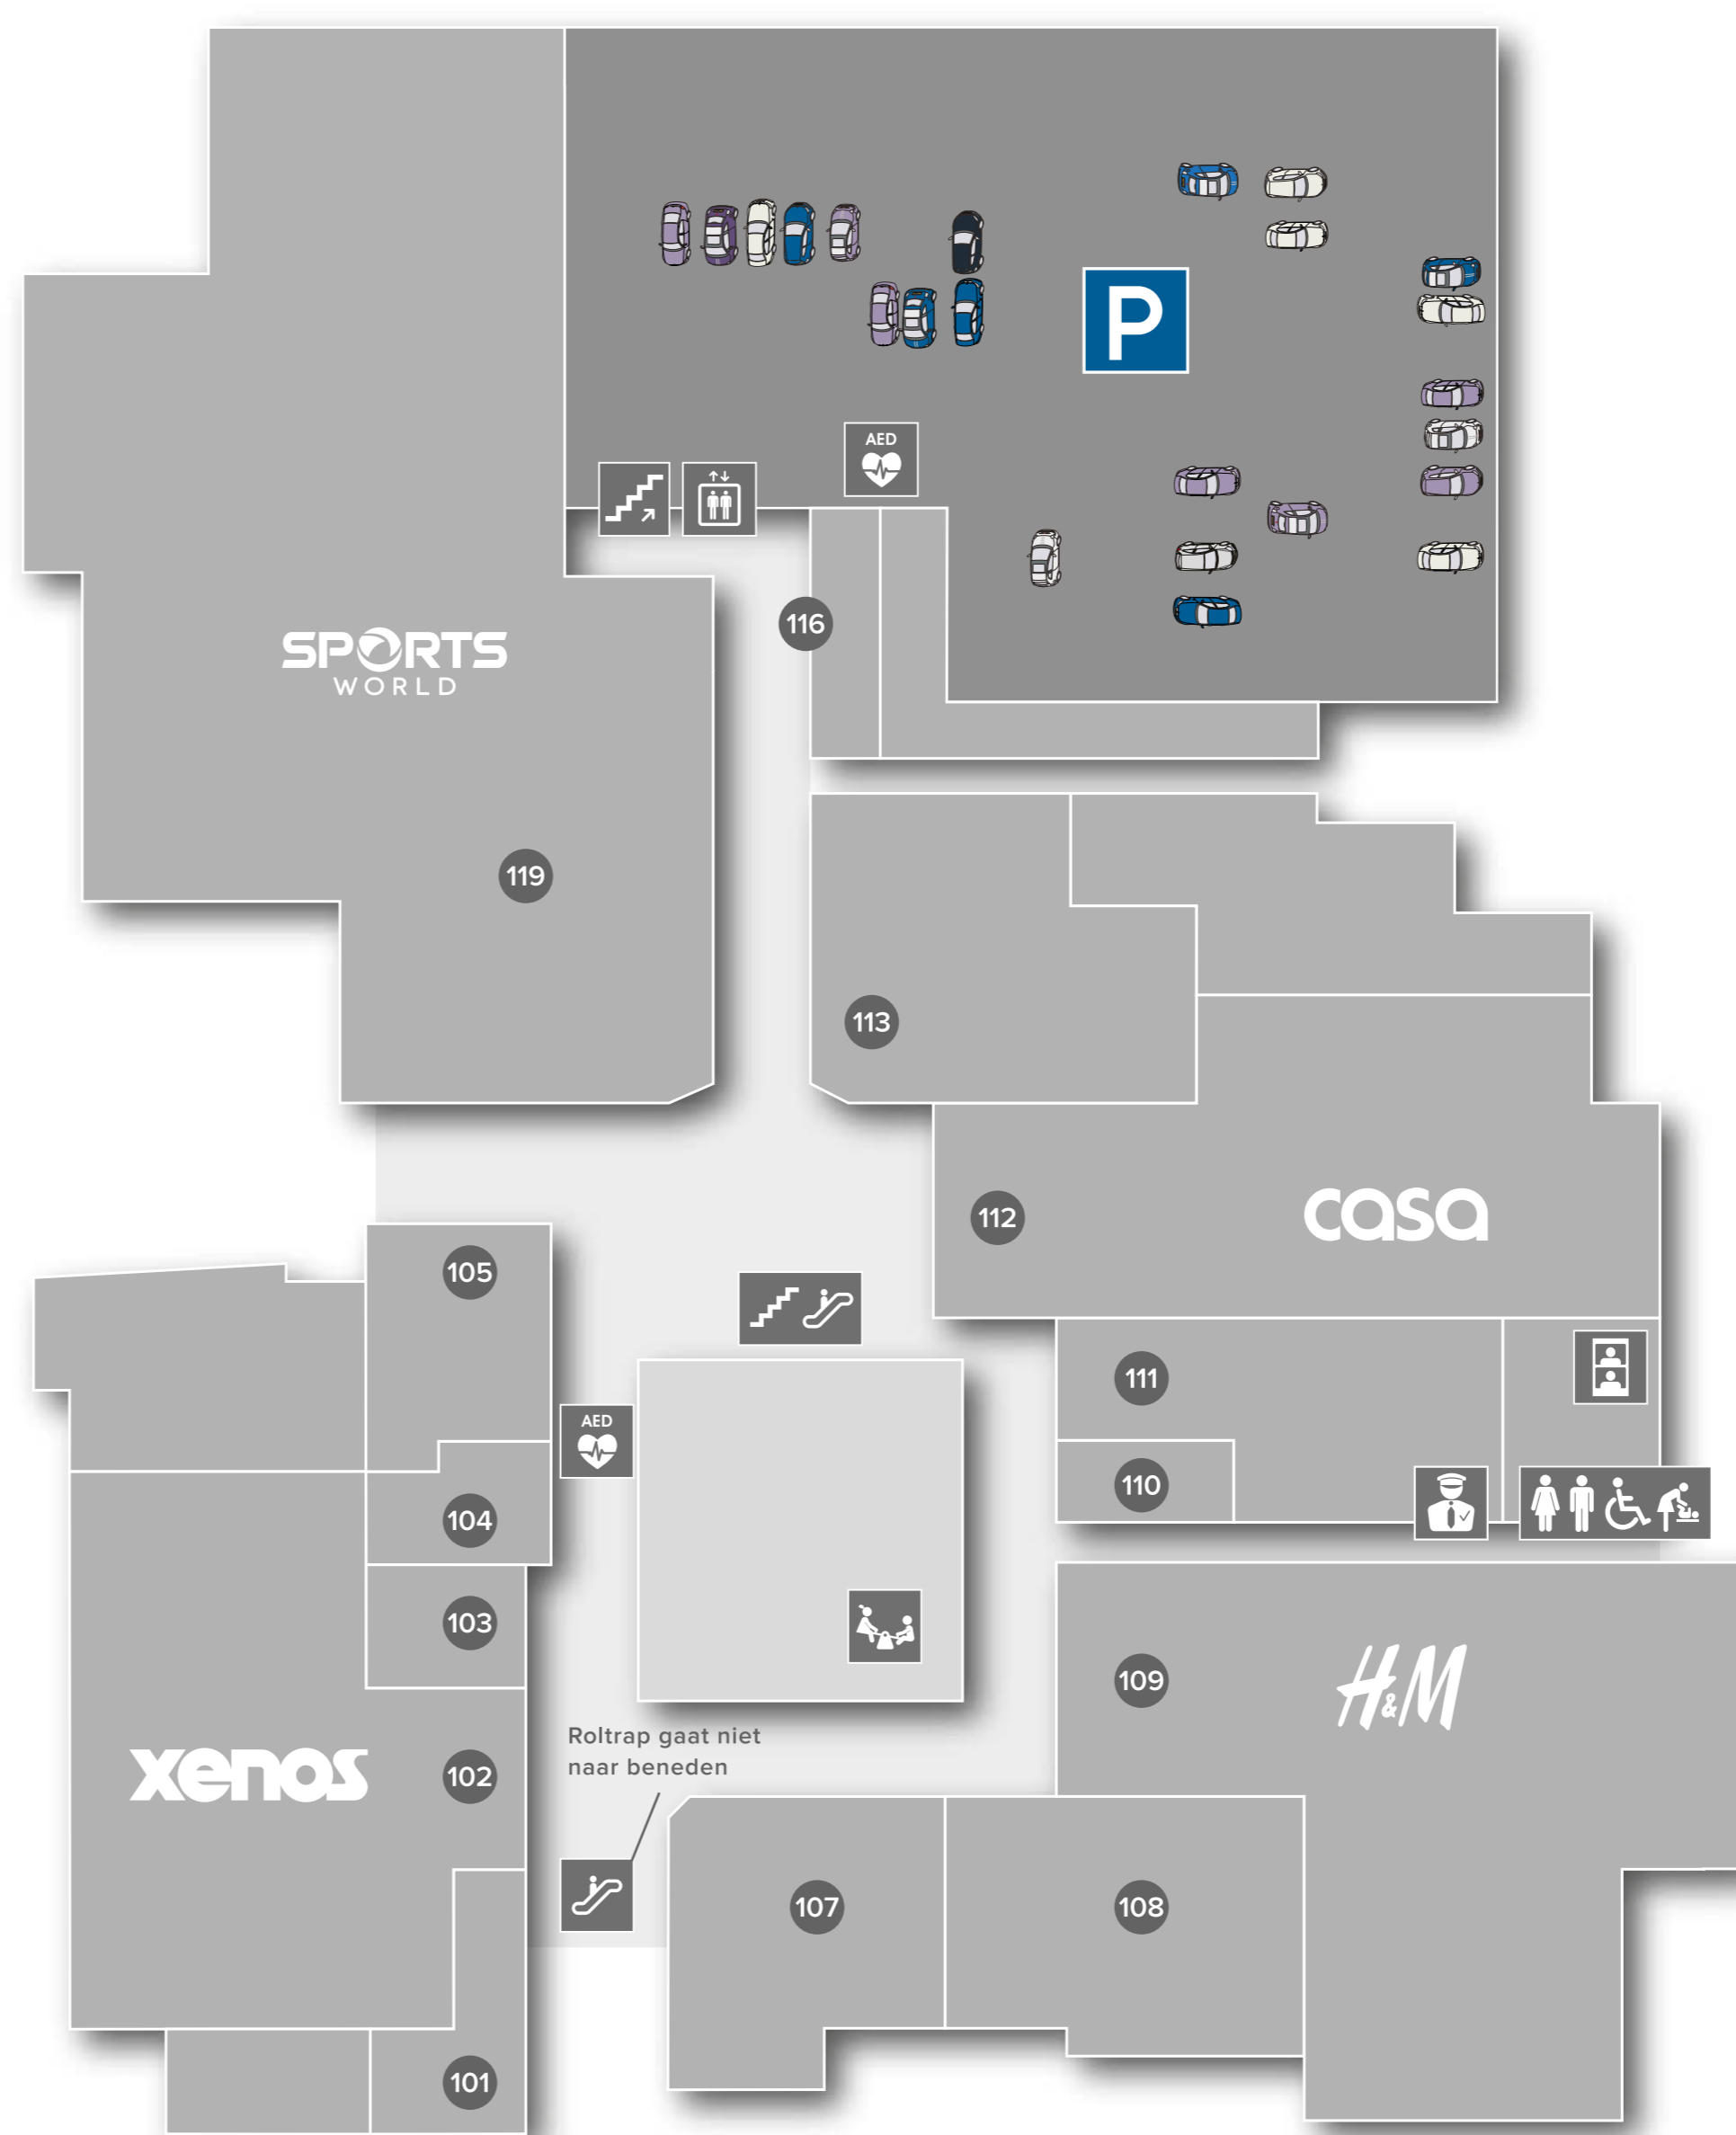 P
AED
116
SPORTS
WORLD
119
113
112
casa
105
111
AED
110
104
103
109
H&M
Roltrap gaat niet
naar beneden
xenos
102
107
108
101